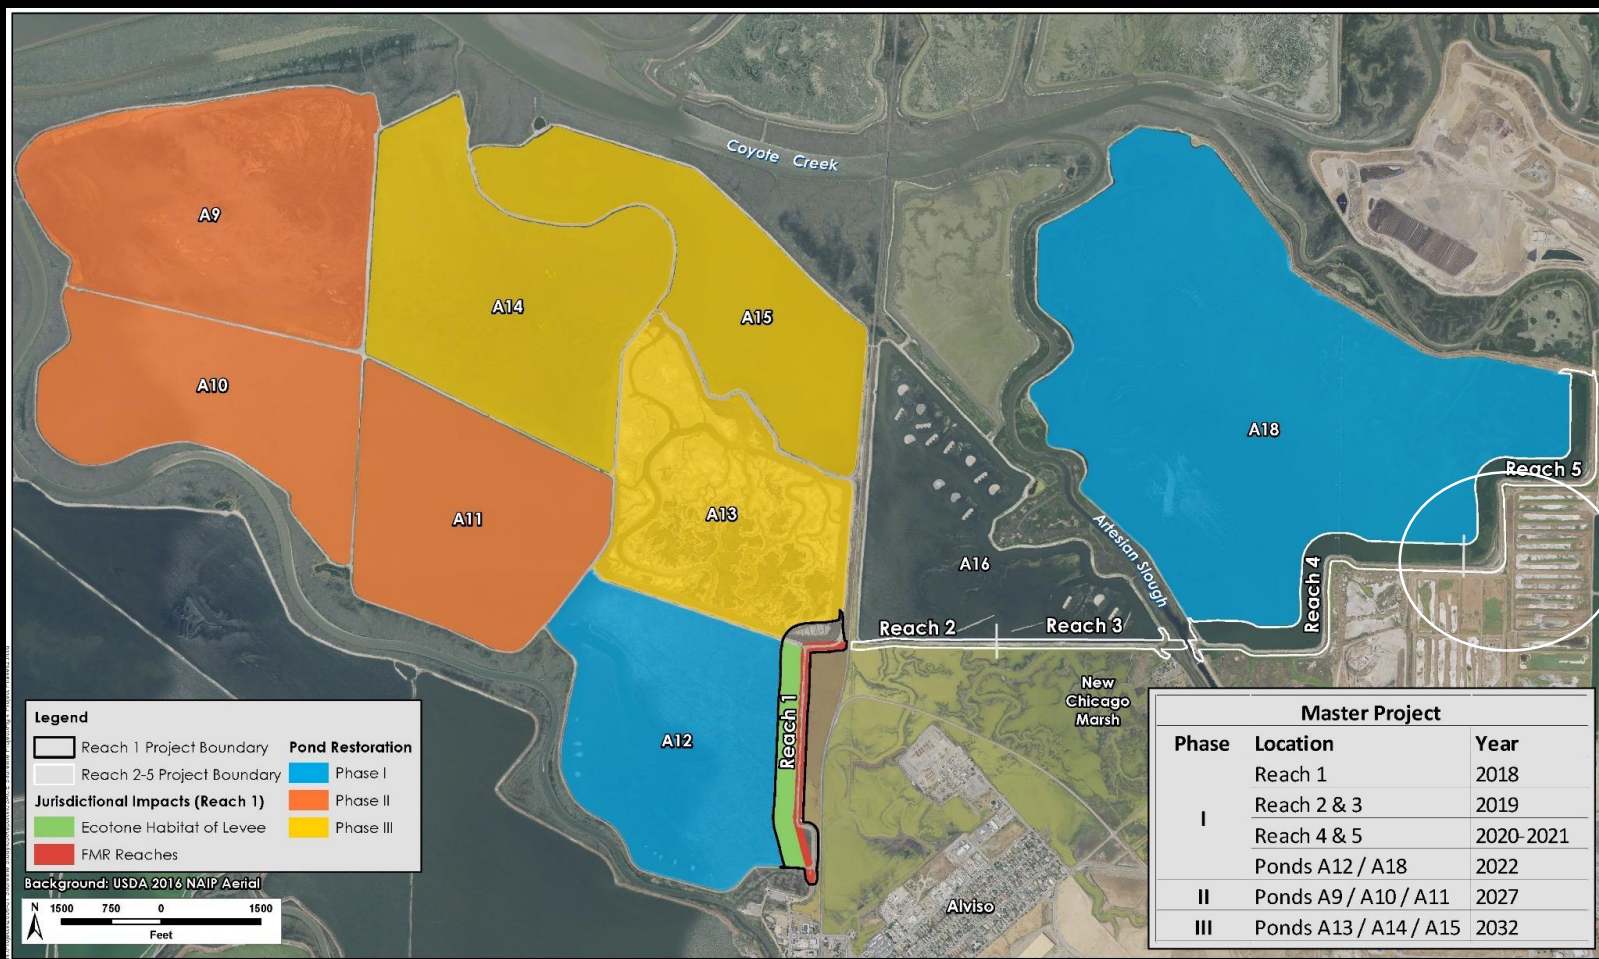 Coyote Creek
A9
A14
A15
A10
A18
Reach 5
A11
A13
Artesian Slough
A16
Reach 4
Reach 2
Reach 3
New
Chicago
Marsh
Reach 1
A12
Alviso
Legend
Reach 1 Project Boundary
Reach 2-5 Project Boundary
Jurisdictional Impacts (Reach 1)
Ecotone Habitat of Levee
FMR Reaches
Pond Restoration
Phase I
Phase II
Phase III
Background: USDA 2016 NAIP Aerial
N 1500 750 0 1500
Feet
Master Project
Phase Location Year
I
Reach 1 2018
Reach 2 & 3 2019
Reach 4 & 5 2020-2021
Ponds A12 / A18 2022
II Ponds A9 / A10 / A11 2027
III Ponds A13 / A14 / A15 2032